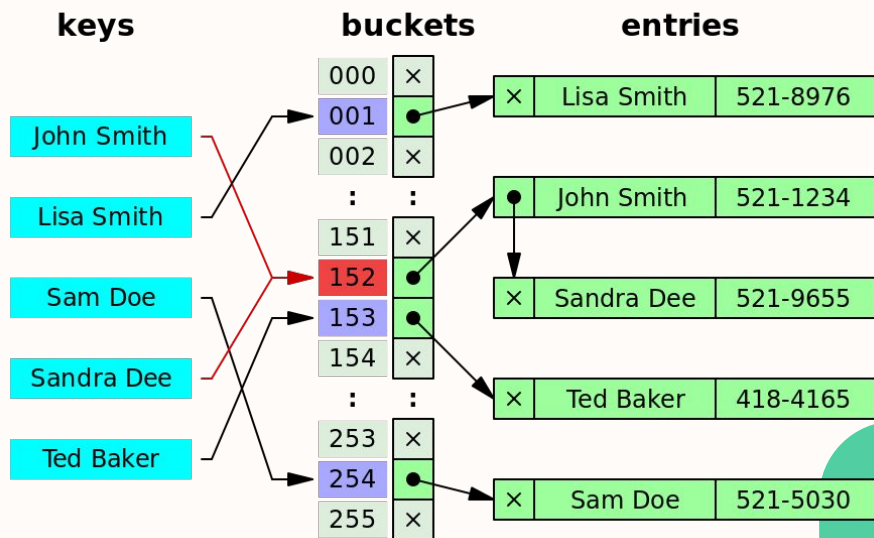 keys
buckets
entries
John Smith
Lisa Smith
Sam Doe
Sandra Dee
Ted Baker
000 ×
001
002 ×
: :
151 ×
152
153
154 ×
: :
253 ×
254
255 ×
× Lisa Smith 521-8976
John Smith 521-1234
× Sandra Dee 521-9655
× Ted Baker 418-4165
× Sam Doe 521-5030